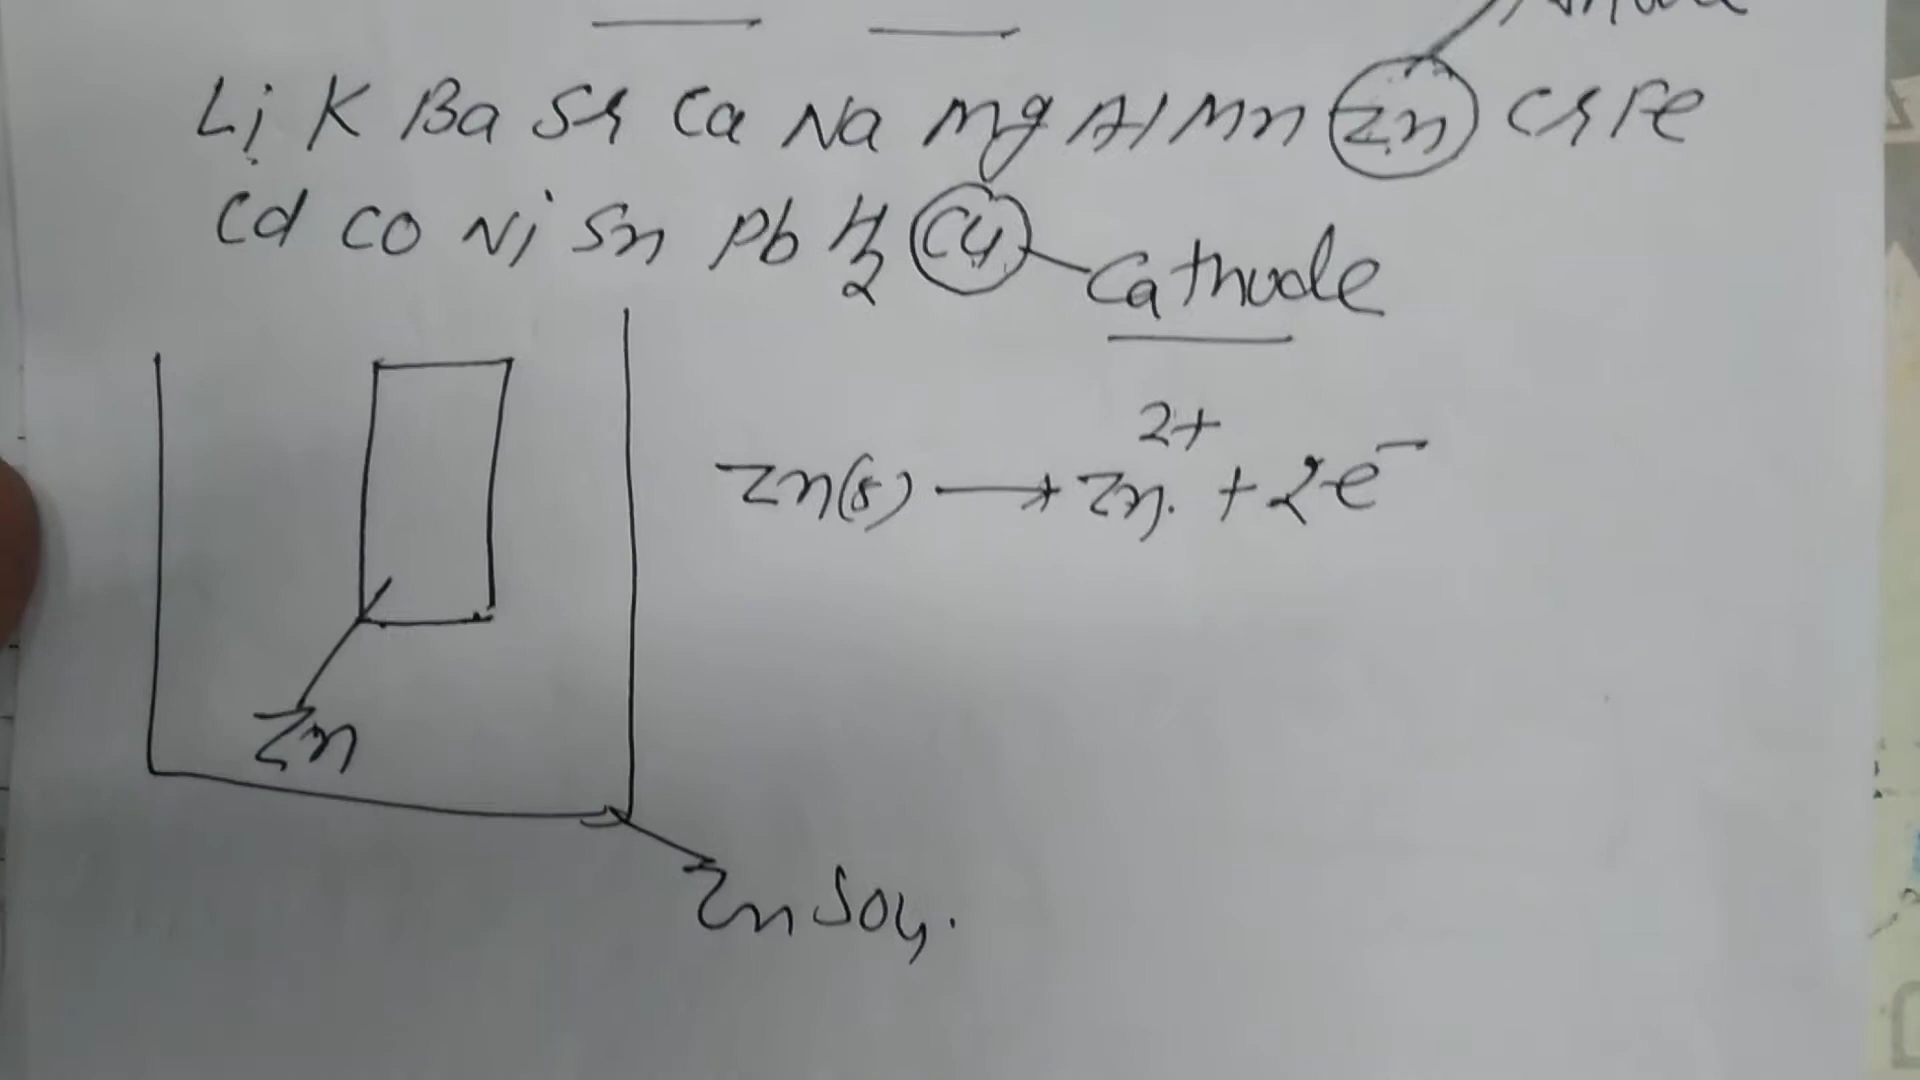 Li K Ba Sr Ca Na Mg Al Mn Zn Cr Fe
Cd Co Ni Sn Pb H2 Cu Cathode
Zn(s) → Zn²⁺ + 2e⁻
Zn
ZnSO4.